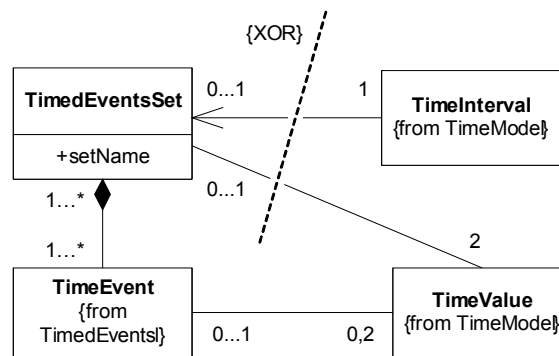 {XOR}
TimedEventsSet
+setName
0...1
1
TimeInterval
{from TimeModel}
0...1
1...*
1...*
2
TimeEvent
{from
TimedEventsI}
0...1
0,2
TimeValue
{from TimeModel}